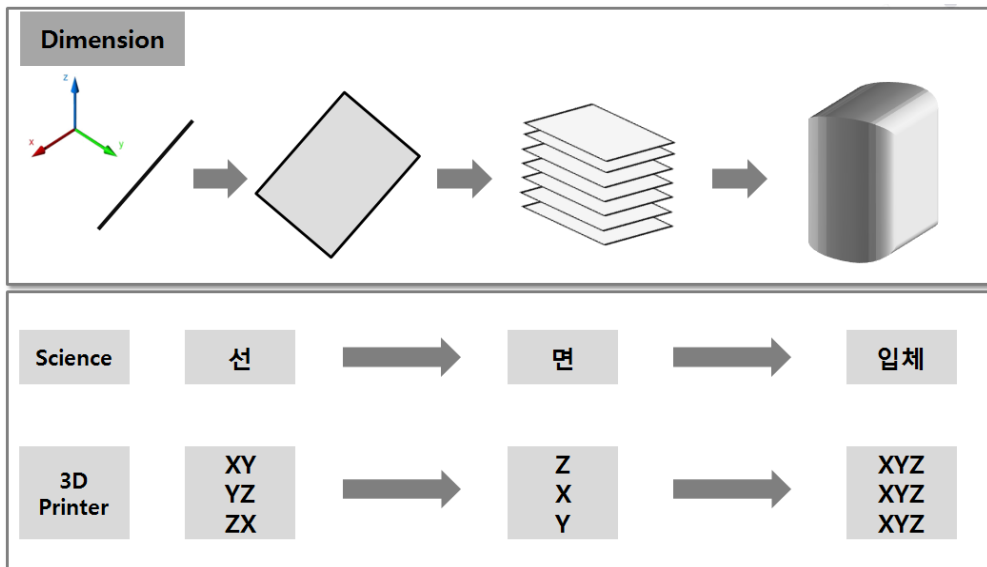 Dimension
z
x
y
Science
선
면
입체
3D
Printer
XY
YZ
ZX
Z
X
Y
XYZ
XYZ
XYZ